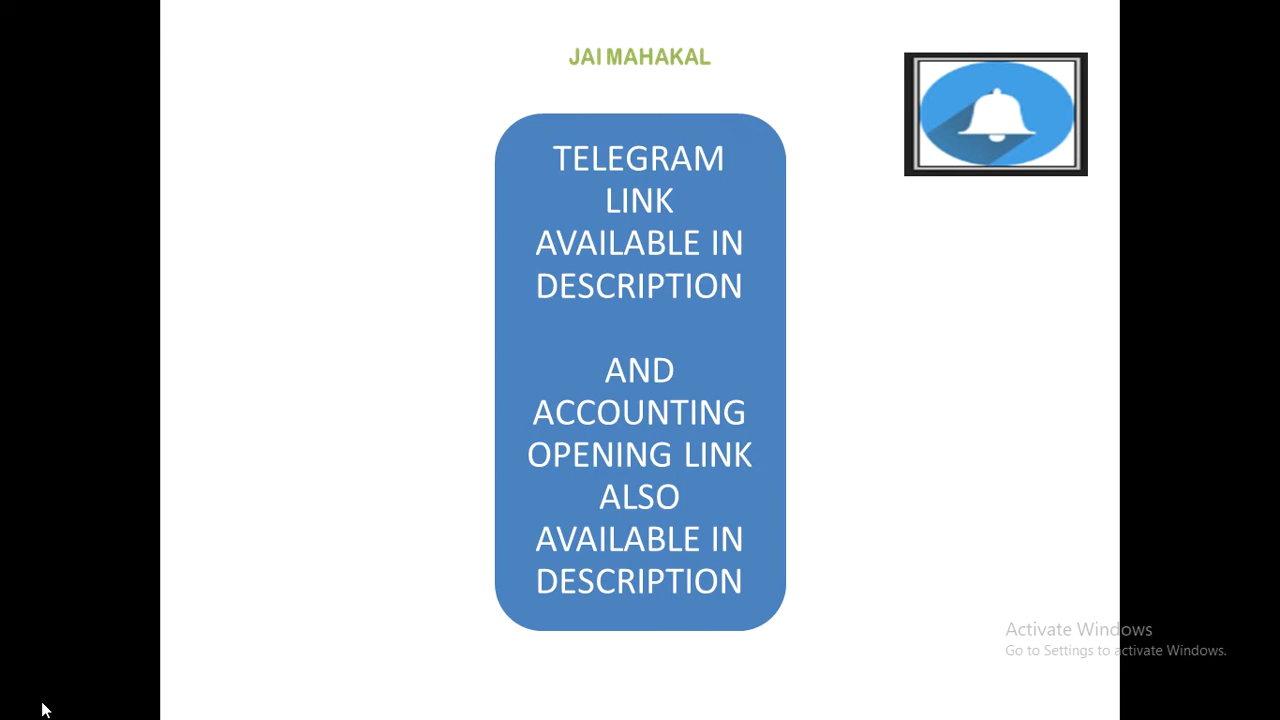 JAI MAHAKAL
TELEGRAM
LINK
AVAILABLE IN
DESCRIPTION
AND
ACCOUNTING
OPENING LINK
ALSO
AVAILABLE IN
DESCRIPTION
Activate Windows
Go to Settings to activate Windows.